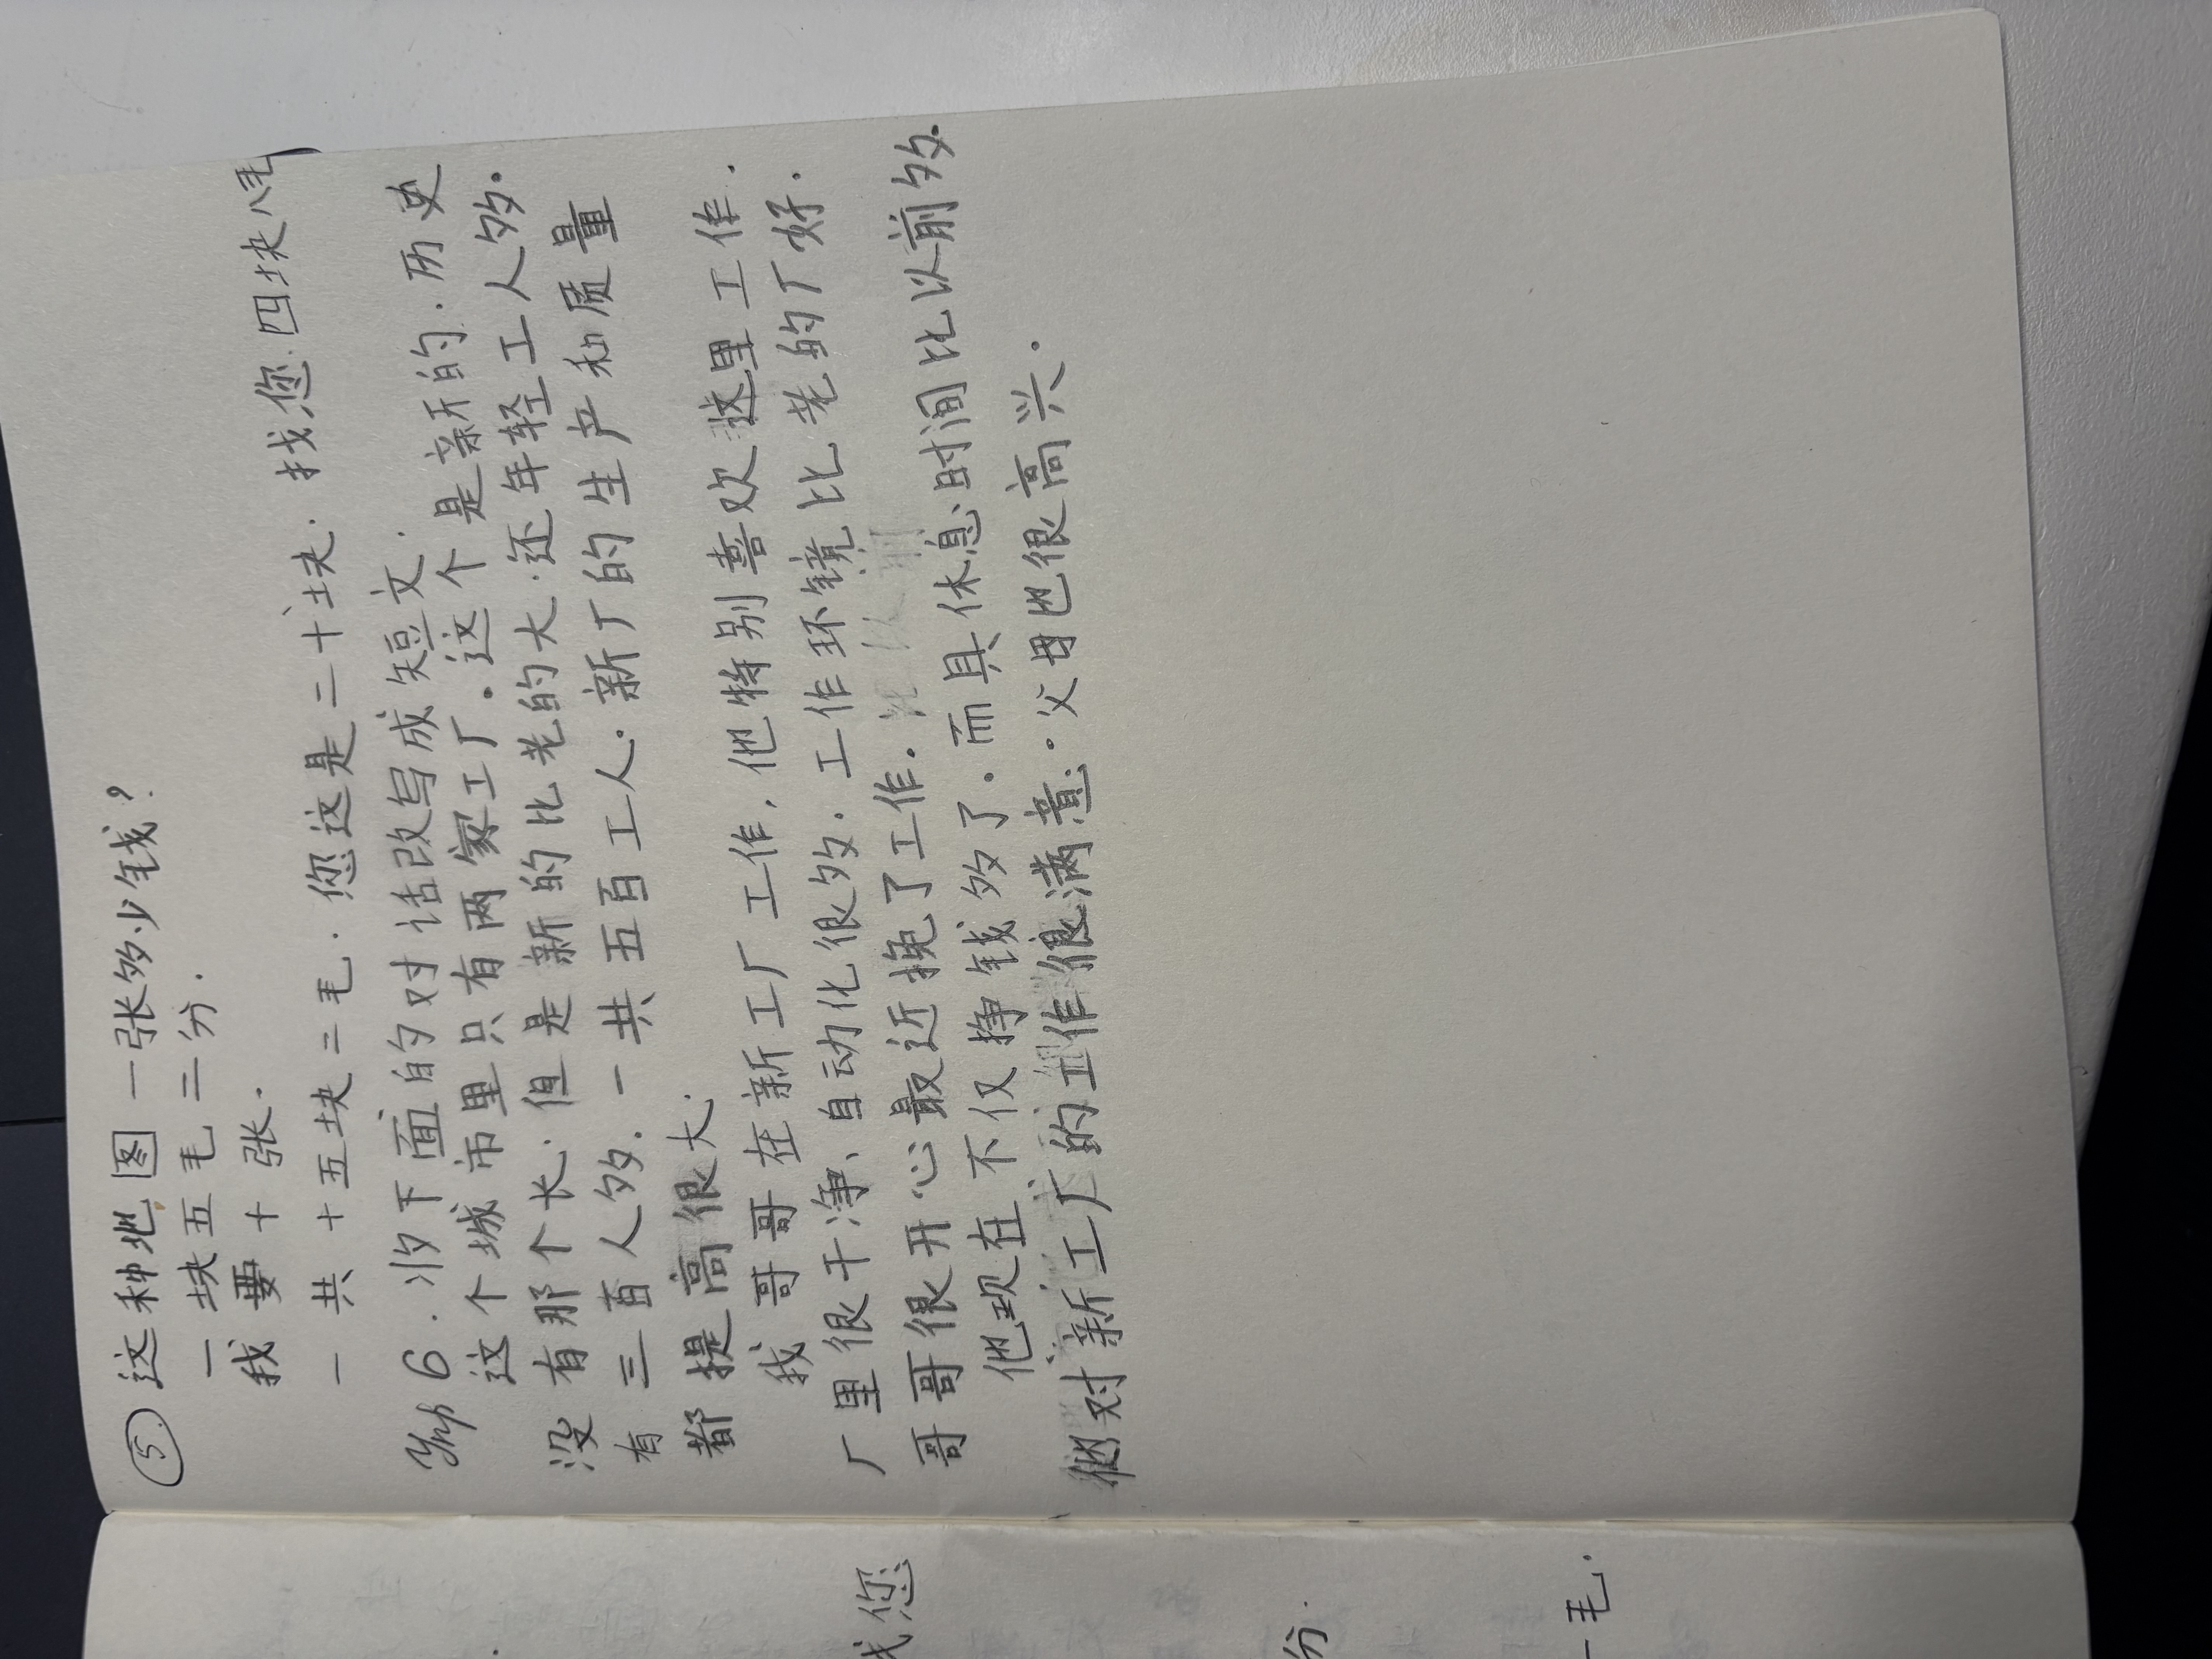 ⑤ 这种地图一张多少钱?
一块五毛二分.
我要十张.
一共十五块二毛. 您这是二十块. 找您四块八毛
Упр 6. 将下面的对话改写成短文.
这个城市里只有两家工厂。这个是新的. 历史
没有那个长. 但是新的比老的大. 还年轻工人多.
有三百人多. 一共五百工人. 新厂的生产和质量
都提高很大.
我哥哥在新工厂工作, 他特别喜欢这里工作.
厂里很干净、自动化很多. 工作环镜比老的厂好.
哥哥很开心最近挽了工作. 比以前
他现在不仅挣钱多了。而具休息时间比以前多.
他对新工厂的工作很满意. 父母也很高兴.
您
分.
一毛.